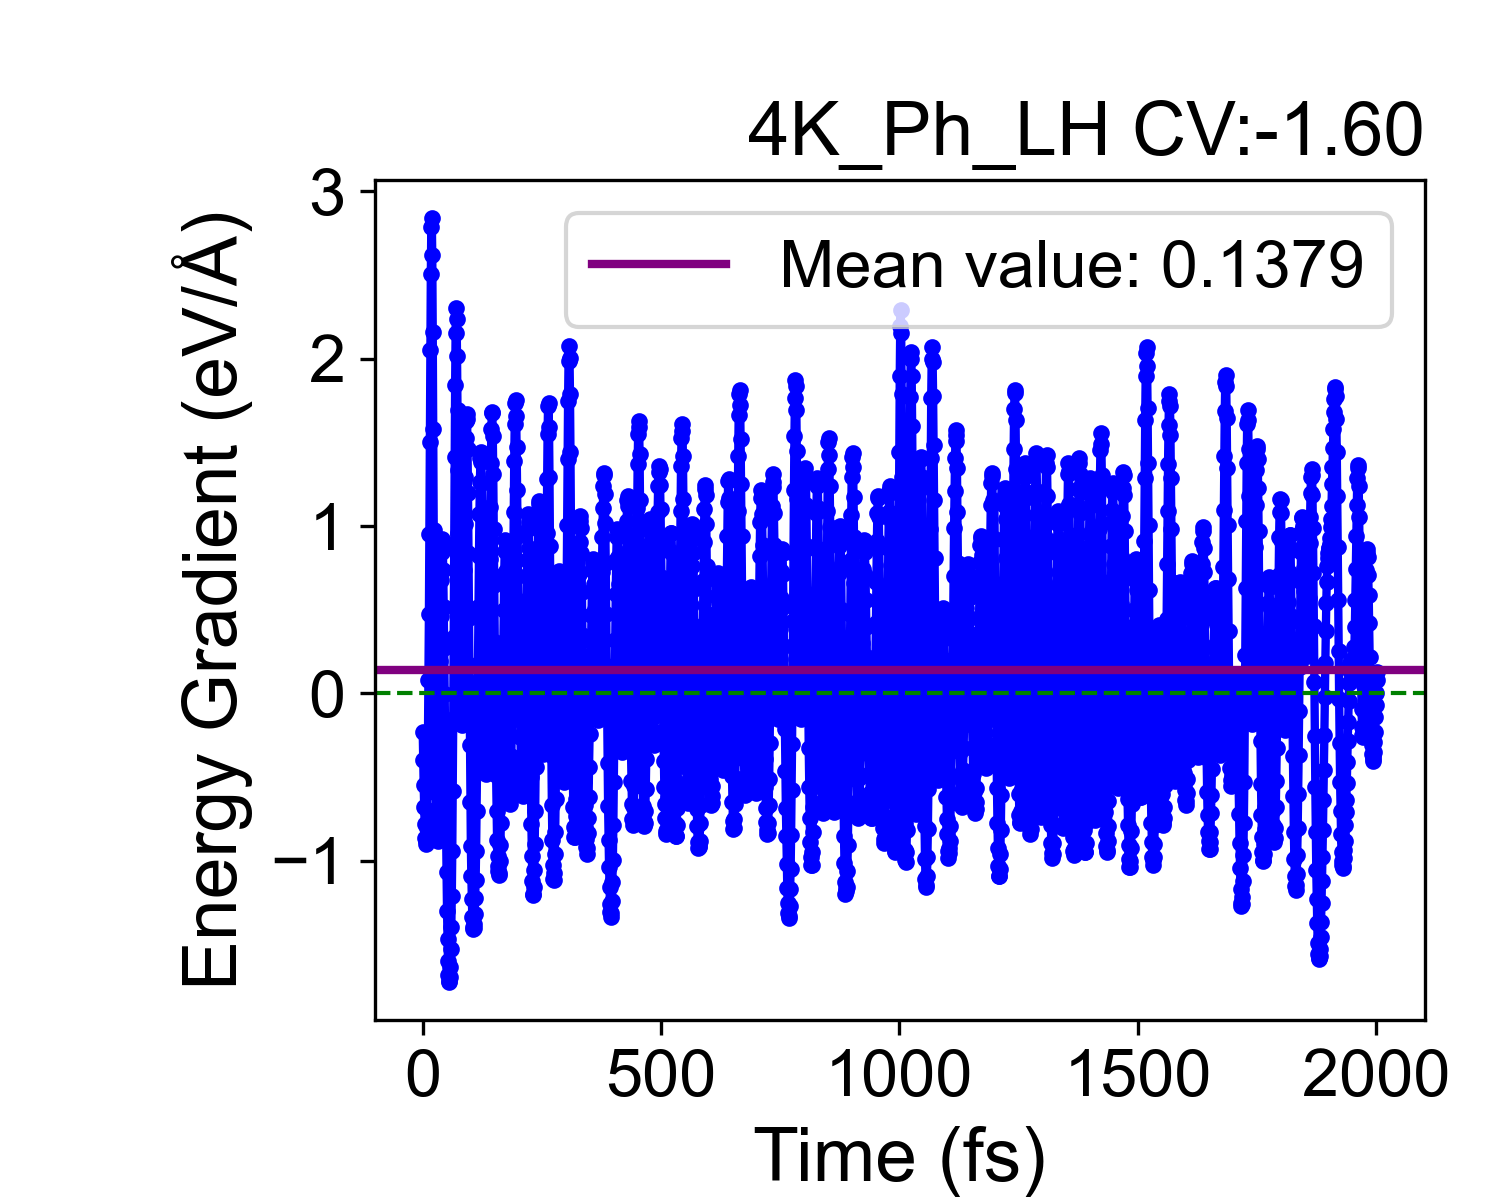 4K_Ph_LH CV:-1.60
Mean value: 0.1379
Energy Gradient (eV/Å)
3
2
1
0
−1
0 500 1000 1500 2000
Time (fs)